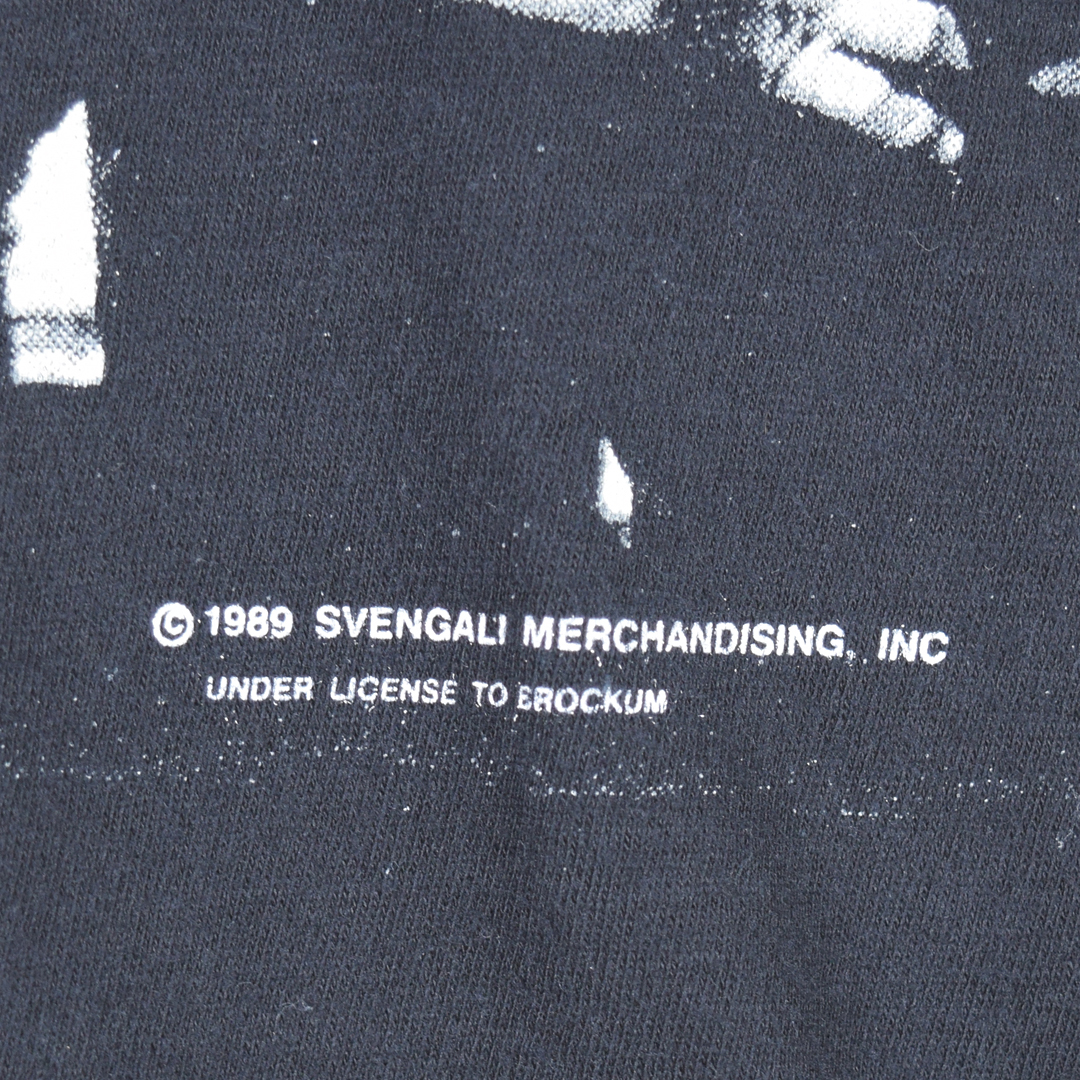 © 1989 SVENGALI MERCHANDISING, INC
UNDER LICENSE TO BROCKUM